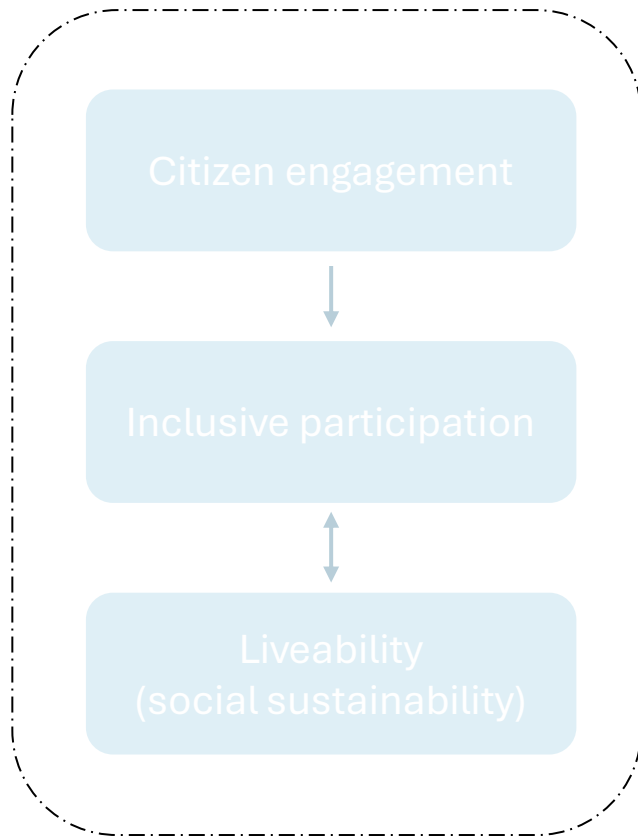 Citizen engagement
Inclusive participation
Liveability
(social sustainability)